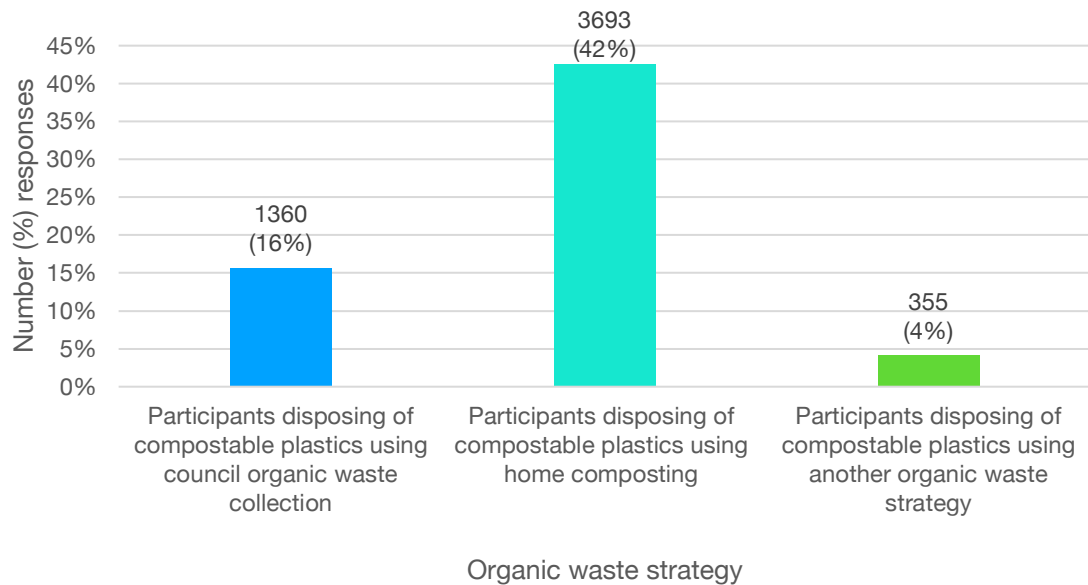 3693
(42%)
45%
40%
35%
30%
25%
20%
15%
10%
5%
0%
Number (%) responses
1360
(16%)
355
(4%)
Participants disposing of
compostable plastics using
council organic waste
collection
Participants disposing of
compostable plastics using
home composting
Participants disposing of
compostable plastics using
another organic waste
strategy
Organic waste strategy